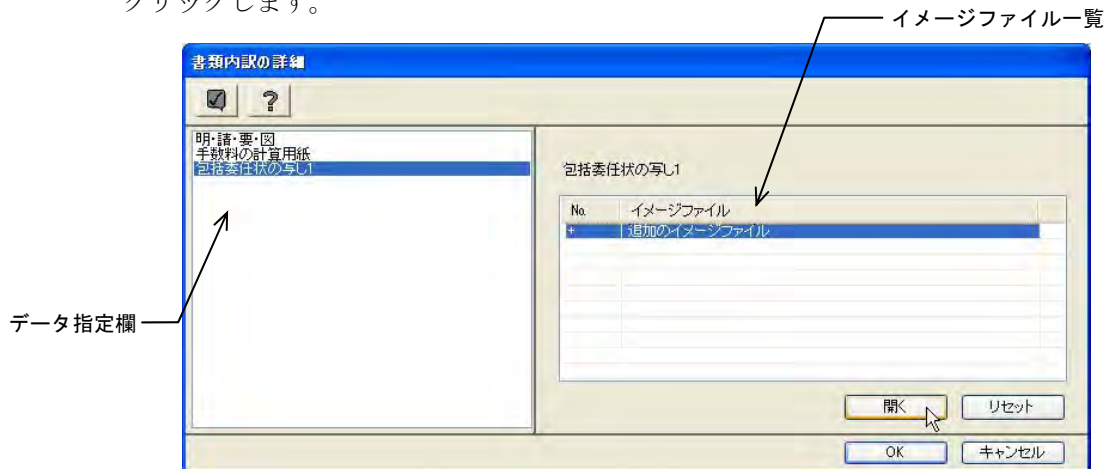 クリックします。
イメージファイル一覧
書類内訳の詳細
?
明・請・要・図
手数料の計算用紙
包括委任状の写し1
包括委任状の写し1
No. イメージファイル
+ 追加のイメージファイル
データ指定欄
開く リセット
OK キャンセル